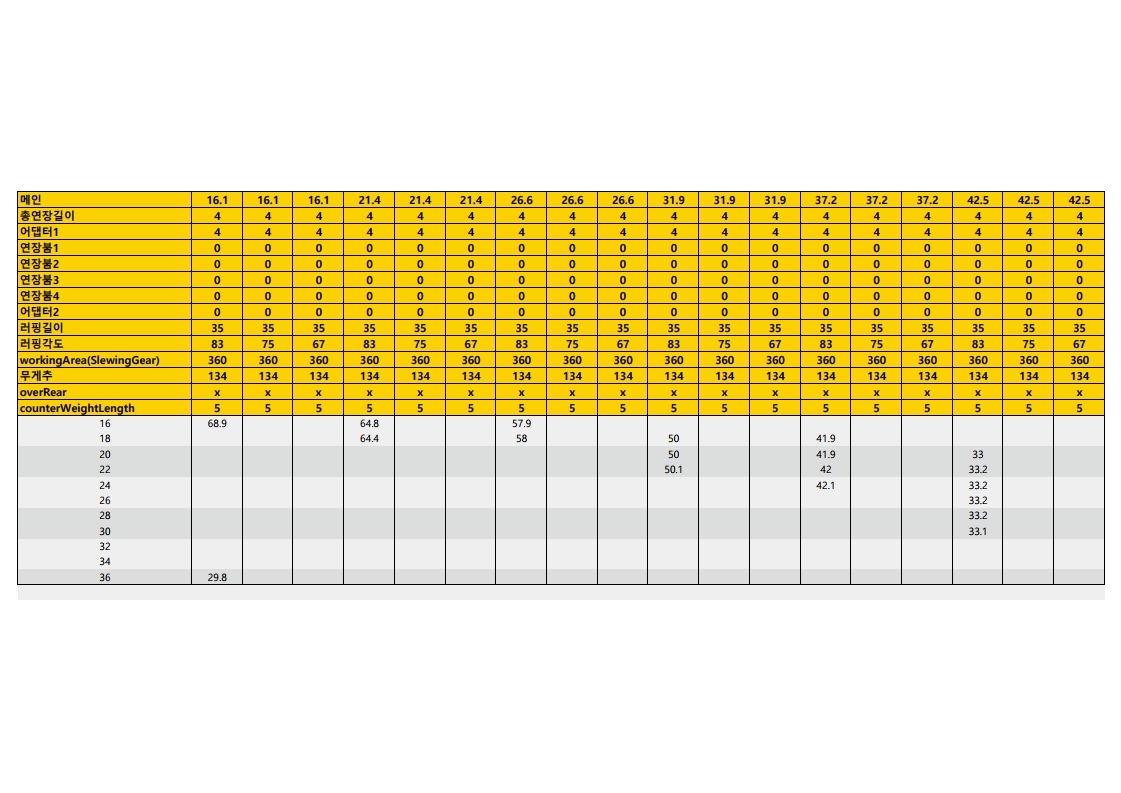 메인 16.1 16.1 16.1 21.4 21.4 21.4 26.6 26.6 26.6 31.9 31.9 31.9 37.2 37.2 37.2 42.5 42.5 42.5
총연장길이 4 4 4 4 4 4 4 4 4 4 4 4 4 4 4 4 4 4
어댑터1 4 4 4 4 4 4 4 4 4 4 4 4 4 4 4 4 4 4
연장붐1 0 0 0 0 0 0 0 0 0 0 0 0 0 0 0 0 0 0
연장붐2 0 0 0 0 0 0 0 0 0 0 0 0 0 0 0 0 0 0
연장붐3 0 0 0 0 0 0 0 0 0 0 0 0 0 0 0 0 0 0
연장붐4 0 0 0 0 0 0 0 0 0 0 0 0 0 0 0 0 0 0
어댑터2 0 0 0 0 0 0 0 0 0 0 0 0 0 0 0 0 0 0
러핑길이 35 35 35 35 35 35 35 35 35 35 35 35 35 35 35 35 35 35
러핑각도 83 75 67 83 75 67 83 75 67 83 75 67 83 75 67 83 75 67
workingArea(SlewingGear) 360 360 360 360 360 360 360 360 360 360 360 360 360 360 360 360 360 360
무게추 134 134 134 134 134 134 134 134 134 134 134 134 134 134 134 134 134 134
overRear x x x x x x x x x x x x x x x x x x
counterWeightLength 5 5 5 5 5 5 5 5 5 5 5 5 5 5 5 5 5 5
16 68.9 64.8 57.9
18 64.4 58 50 41.9
20 50 41.9 33
22 50.1 42 33.2
24 42.1 33.2
26 33.2
28 33.2
30 33.1
32
34
36 29.8